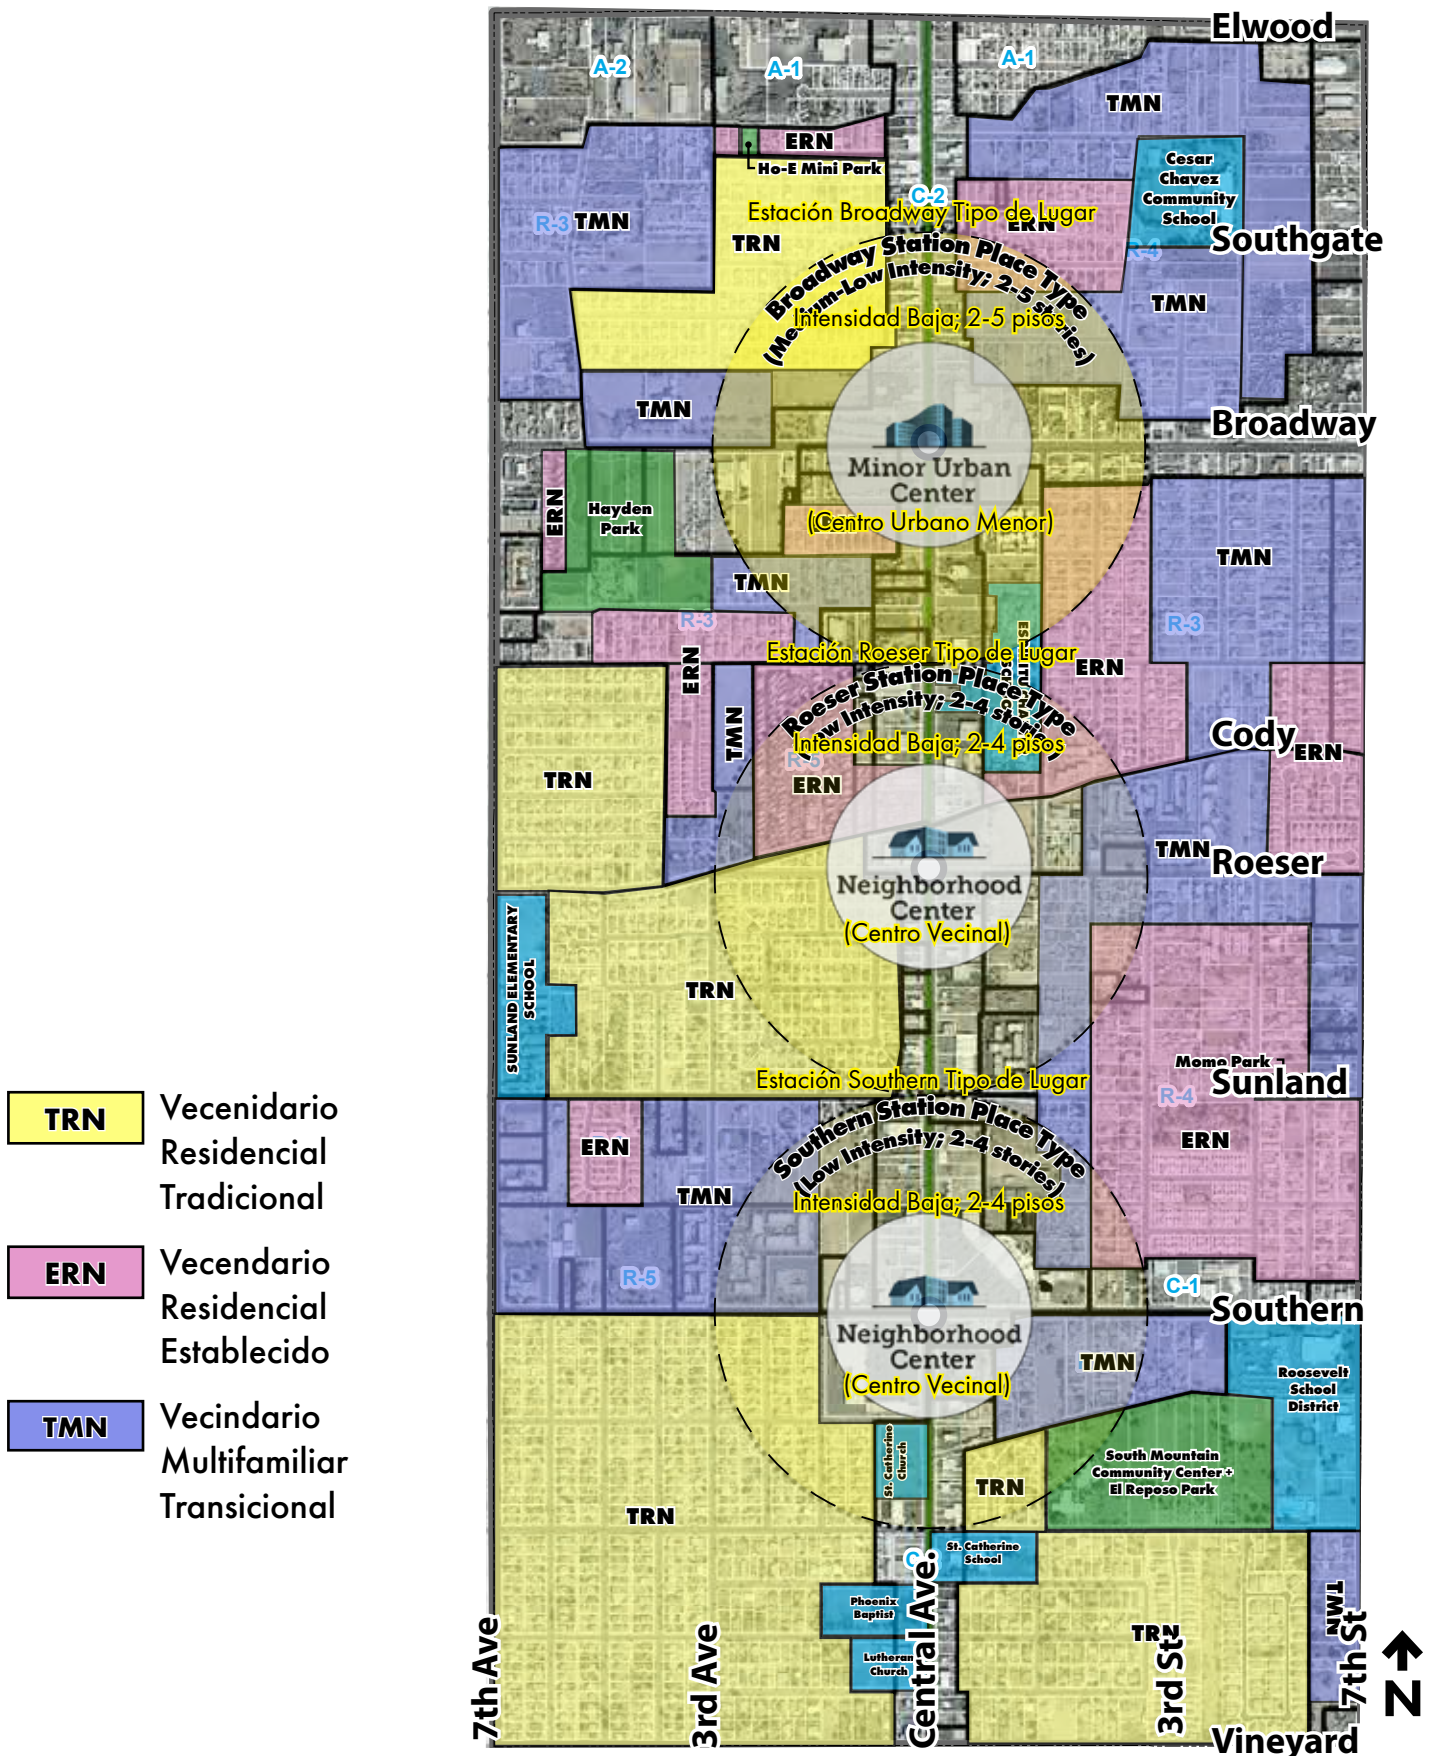 Elwood
A-2
A-1
A-1
TMN
ERN
Ho-E Mini Park
Cesar
Chavez
Community
School
C-2
R-3
TMN
TRN
Estación Broadway Tipo de Lugar
ERN
R-4
Southgate
Broadway Station Place Type
(Medium-Low Intensity; 2-5 stories)
Intensidad Baja; 2-5 pisos
TMN
TMN
Broadway
Minor Urban
Center
(Centro Urbano Menor)
ERN
Hayden
Park
TMN
TMN
R-3
R-3
ERN
ERN
Estación Roeser Tipo de Lugar
Roeser Station Place Type
(Low Intensity; 2-4 stories)
Intensidad Baja; 2-4 pisos
TMN
R-5
ERN
TRN
Cody
ERN
TMN
Roeser
Neighborhood
Center
(Centro Vecinal)
SUNLAND ELEMENTARY
SCHOOL
TRN
Momo Park
Sunland
R-4
ERN
Estación Southern Tipo de Lugar
Southern Station Place Type
(Low Intensity; 2-4 stories)
Intensidad Baja; 2-4 pisos
ERN
TMN
R-5
C-1
Southern
Neighborhood
Center
(Centro Vecinal)
TMN
Roosevelt
School
District
St. Catherine
Church
South Mountain
Community Center +
El Reposo Park
TRN
TRN
St. Catherine
School
Phoenix
Baptist
Lutheran
Church
TRN
TMN
7th Ave
3rd Ave
Central Ave.
3rd St
7th St
N
Vineyard
TRN
Vecenidario
Residencial
Tradicional
ERN
Vecendario
Residencial
Establecido
TMN
Vecindario
Multifamiliar
Transicional